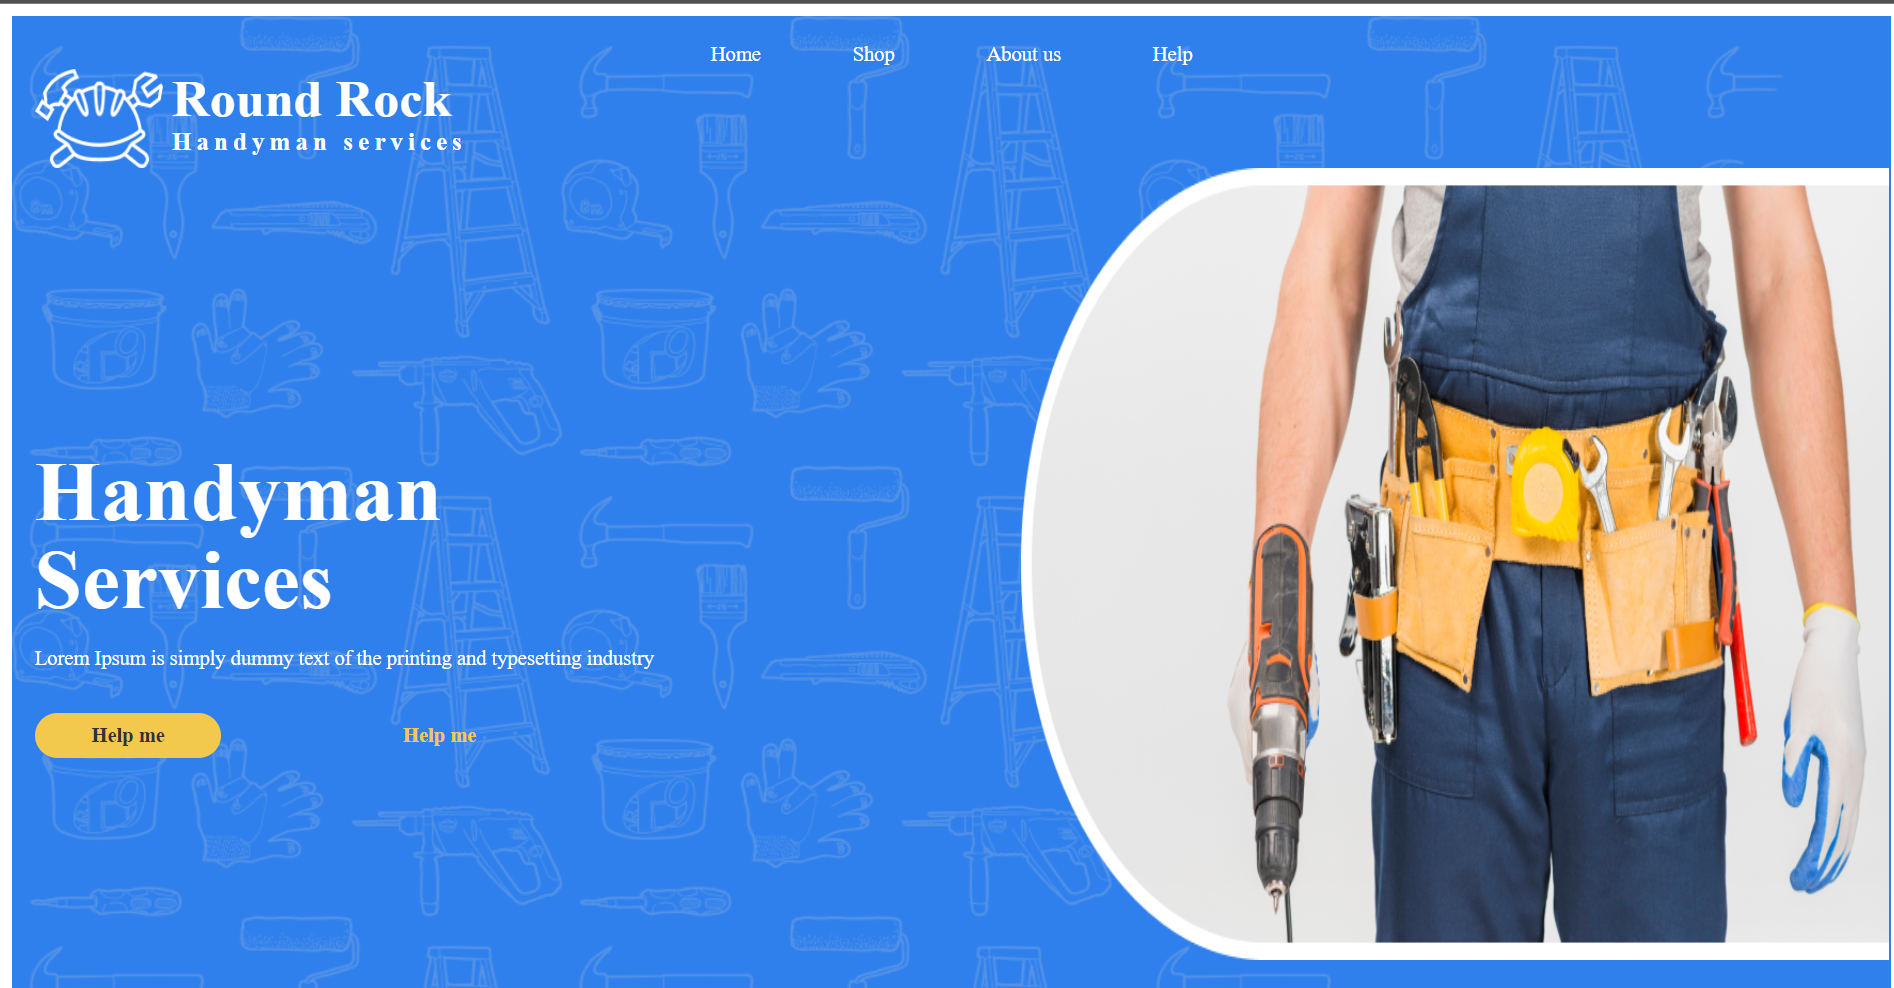 Home Shop About us Help
Round Rock
Handyman services
Handyman
Services
Lorem Ipsum is simply dummy text of the printing and typesetting industry
Help me Help me